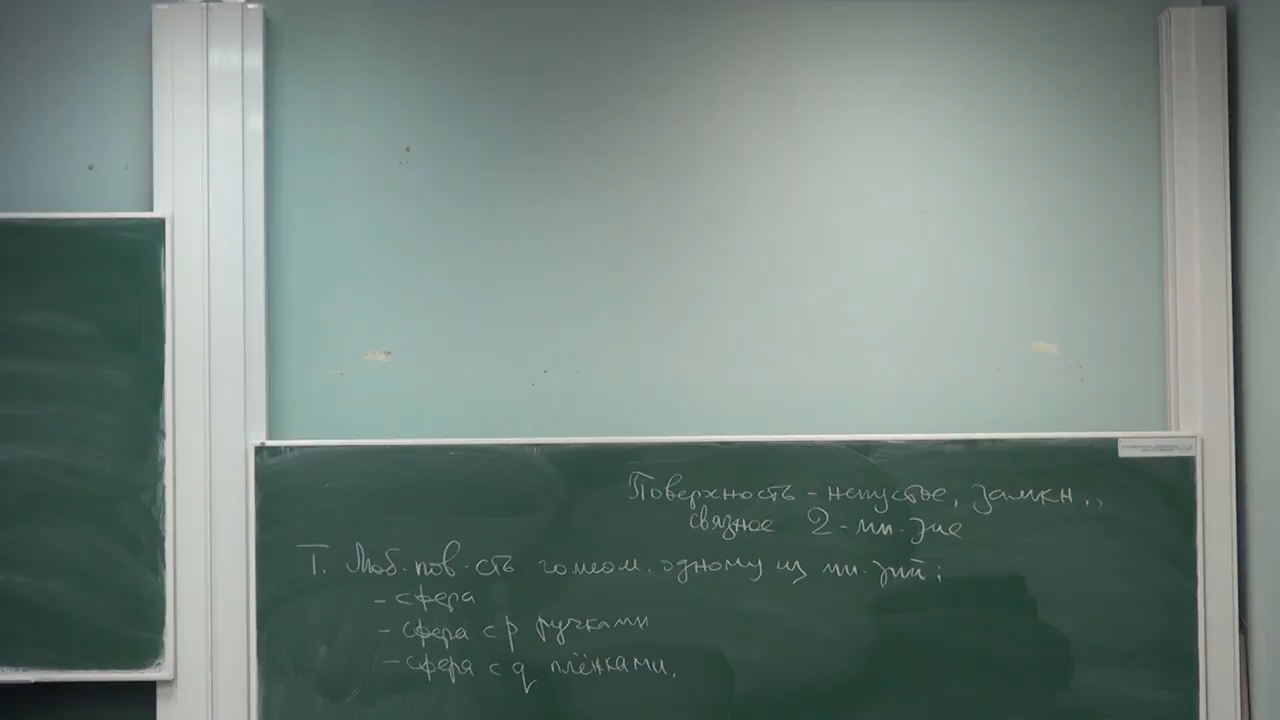 Поверхность - непустое, замкн.,
связное 2-мн.-зие
Т. Люб. пов-сть гомеом. одному из мн.-зий:
- сфера
- сфера с p ручками
- сфера с q плёнками.